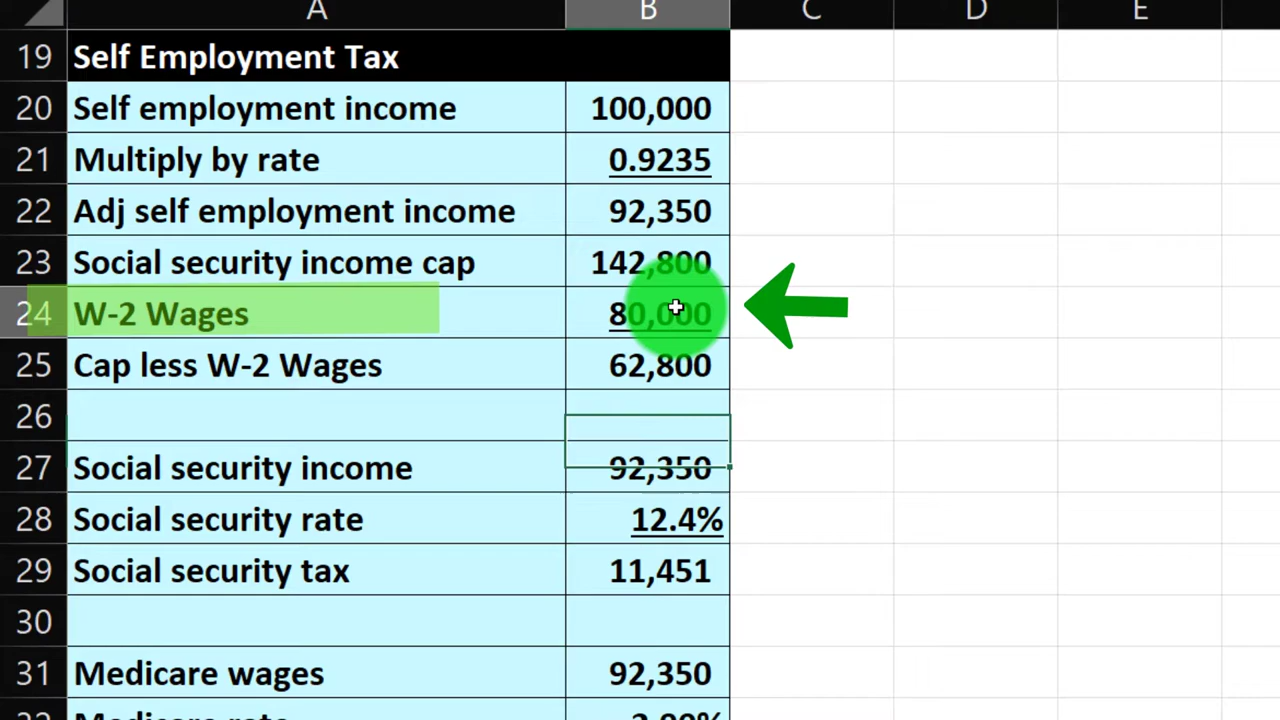 A B C D E
19 Self Employment Tax
20 Self employment income 100,000
21 Multiply by rate 0.9235
22 Adj self employment income 92,350
23 Social security income cap 142,800
24 W-2 Wages 80,000
25 Cap less W-2 Wages 62,800
26
27 Social security income 92,350
28 Social security rate 12.4%
29 Social security tax 11,451
30
31 Medicare wages 92,350
32 Medicare rate